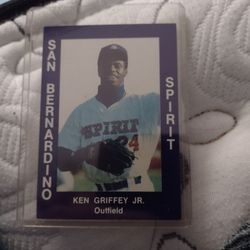 SAN BERNARDINO
SPIRIT
SPIRIT
24
KEN GRIFFEY JR.
Outfield